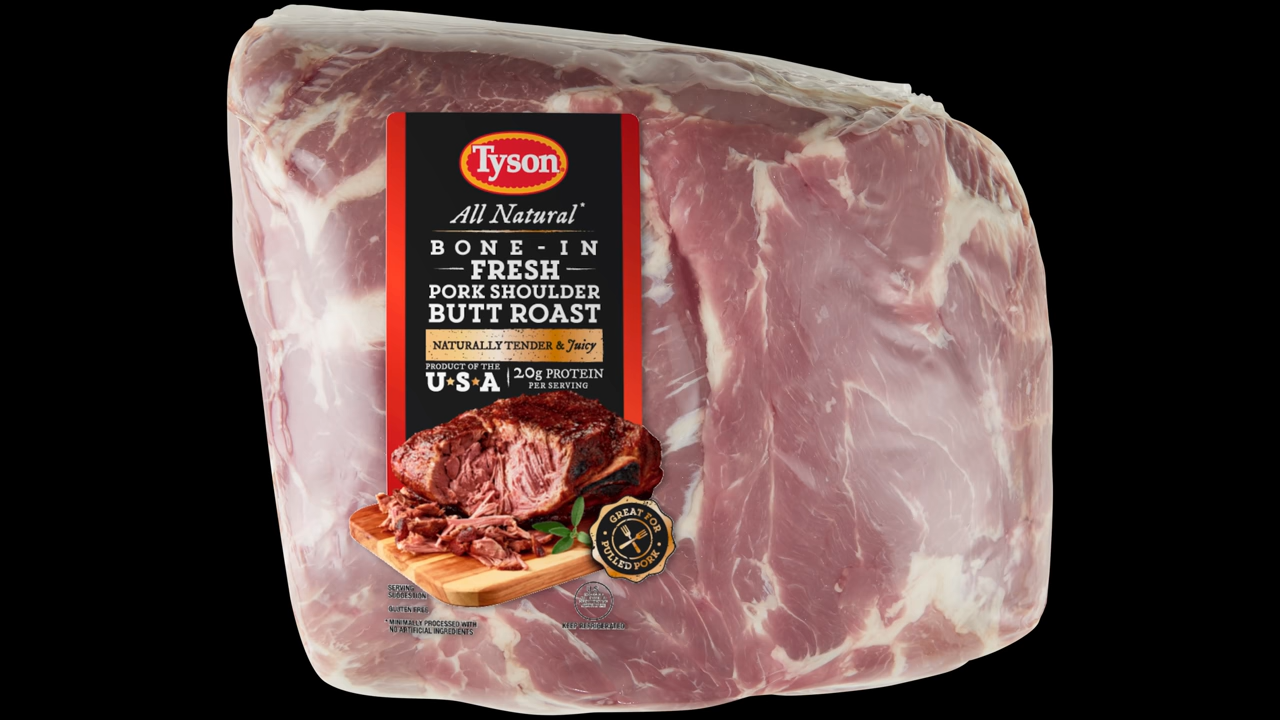 Tyson
All Natural*
BONE-IN
FRESH
PORK SHOULDER
BUTT ROAST
NATURALLY TENDER & Juicy
PRODUCT OF THE
U★S★A
20g PROTEIN
PER SERVING
GREAT FOR
PULLED PORK
SERVING
SUGGESTION
GLUTEN FREE
*MINIMALLY PROCESSED WITH
NO ARTIFICIAL INGREDIENTS
KEEP REFRIGERATED